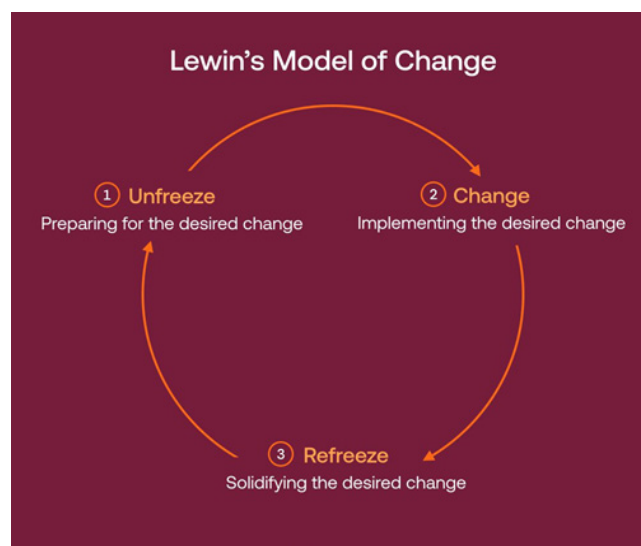 Lewin’s Model of Change
1 Unfreeze
Preparing for the desired change
2 Change
Implementing the desired change
3 Refreeze
Solidifying the desired change